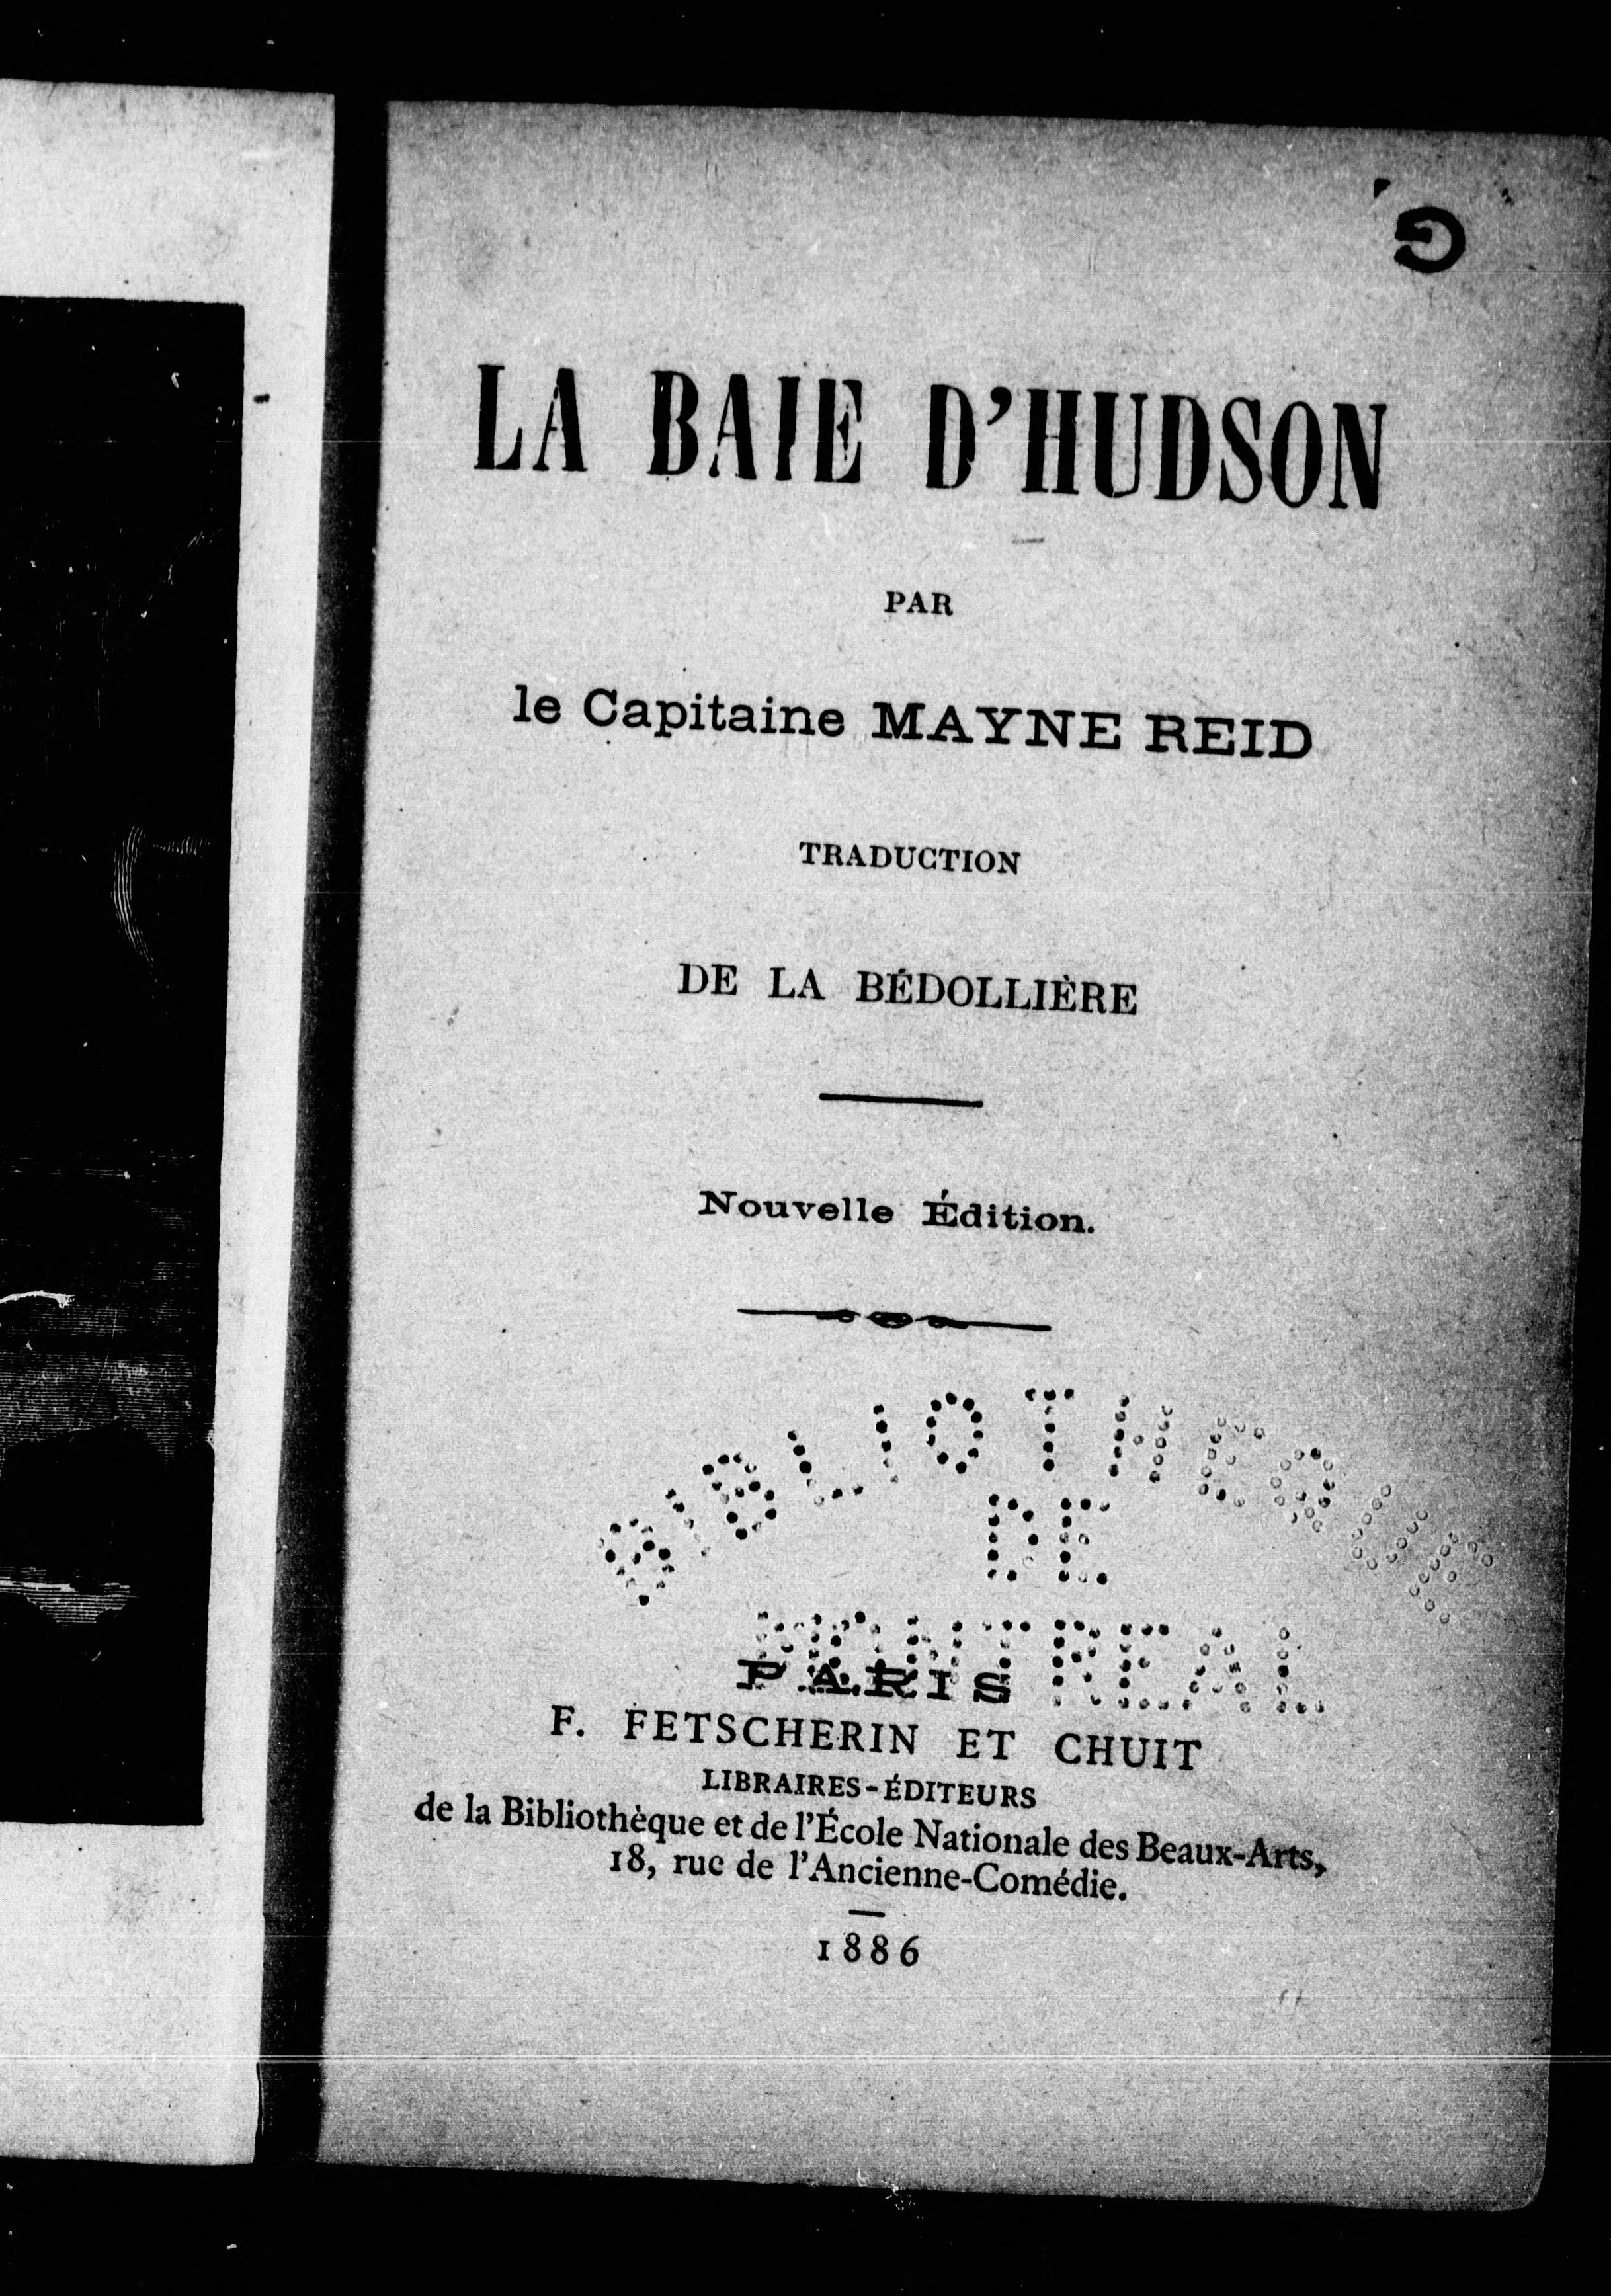 G
LA BAIE D'HUDSON
PAR
le Capitaine MAYNE REID
TRADUCTION
DE LA BÉDOLLIÈRE
Nouvelle Édition.
BIBLIOTHEQUE
DE
MONTREAL
PARIS
F. FETSCHERIN ET CHUIT
LIBRAIRES-ÉDITEURS
de la Bibliothèque et de l'École Nationale des Beaux-Arts,
18, rue de l'Ancienne-Comédie.
1886